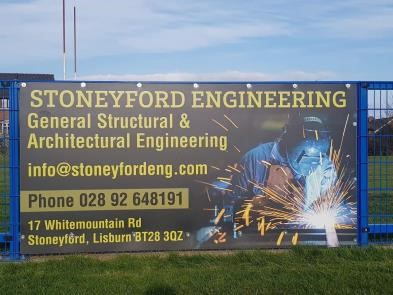 STONEYFORD ENGINEERING
General Structural &
Architectural Engineering
info@stoneyfordeng.com
Phone 028 92 648191
17 Whitemountain Rd
Stoneyford, Lisburn BT28 3QZ